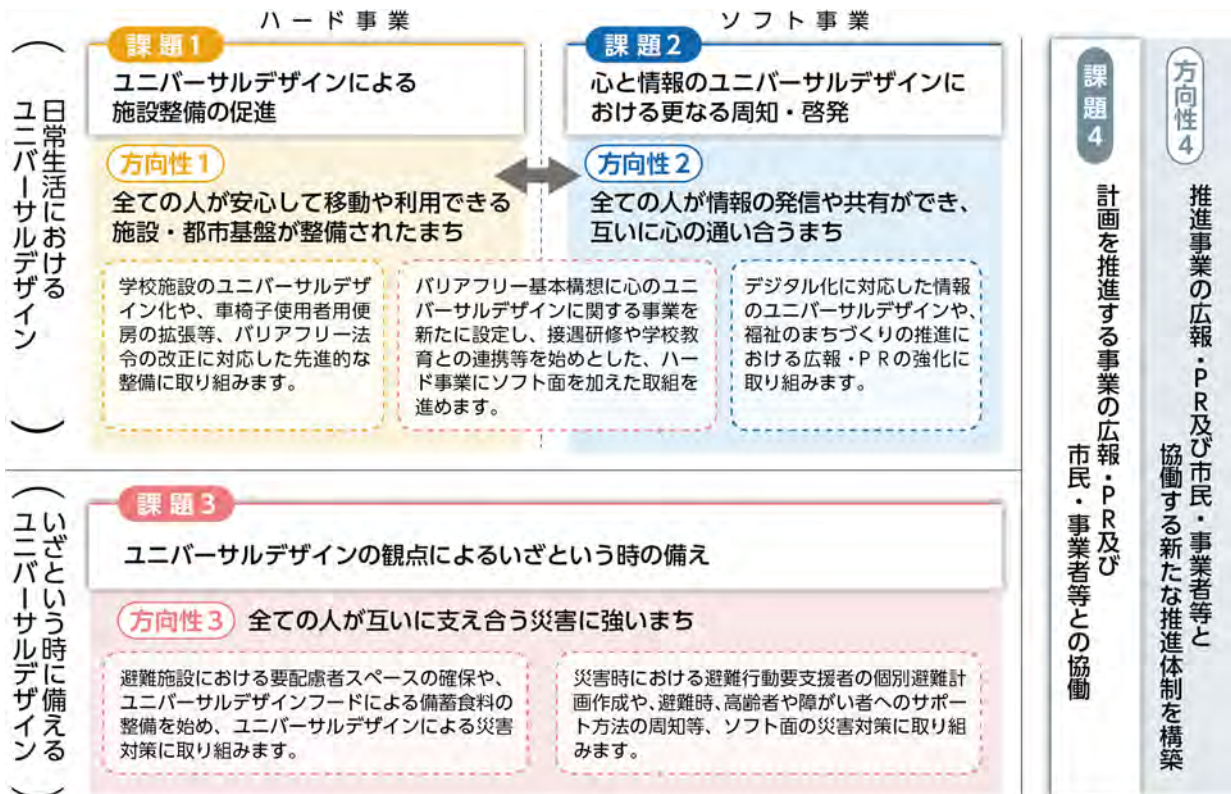 ハード事業
ソフト事業
(日常生活における
ユニバーサルデザイン)
課題1
ユニバーサルデザインによる
施設整備の促進
方向性1
全ての人が安心して移動や利用できる
施設・都市基盤が整備されたまち
課題2
心と情報のユニバーサルデザインに
おける更なる周知・啓発
方向性2
全ての人が情報の発信や共有ができ、
互いに心の通い合うまち
学校施設のユニバーサルデザ
イン化や、車椅子使用者用便
房の拡張等、バリアフリー法
令の改正に対応した先進的な
整備に取り組みます。
バリアフリー基本構想に心のユニ
バーサルデザインに関する事業を
新たに設定し、接遇研修や学校教
育との連携等を始めとした、ハー
ド事業にソフト面を加えた取組を
進めます。
デジタル化に対応した情報
のユニバーサルデザインや、
福祉のまちづくりの推進に
おける広報・PRの強化に
取り組みます。
(いざという時に備える
ユニバーサルデザイン)
課題3
ユニバーサルデザインの観点によるいざという時の備え
方向性3
全ての人が互いに支え合う災害に強いまち
避難施設における要配慮者スペースの確保や、
ユニバーサルデザインフードによる備蓄食料の
整備を始め、ユニバーサルデザインによる災害
対策に取り組みます。
災害時における避難行動要支援者の個別避難計
画作成や、避難時、高齢者や障がい者へのサポー
ト方法の周知等、ソフト面の災害対策に取り組
みます。
課題4
計画を推進する事業の広報・PR及び
市民・事業者等との協働
方向性4
推進事業の広報・PR及び市民・事業者等と
協働する新たな推進体制を構築